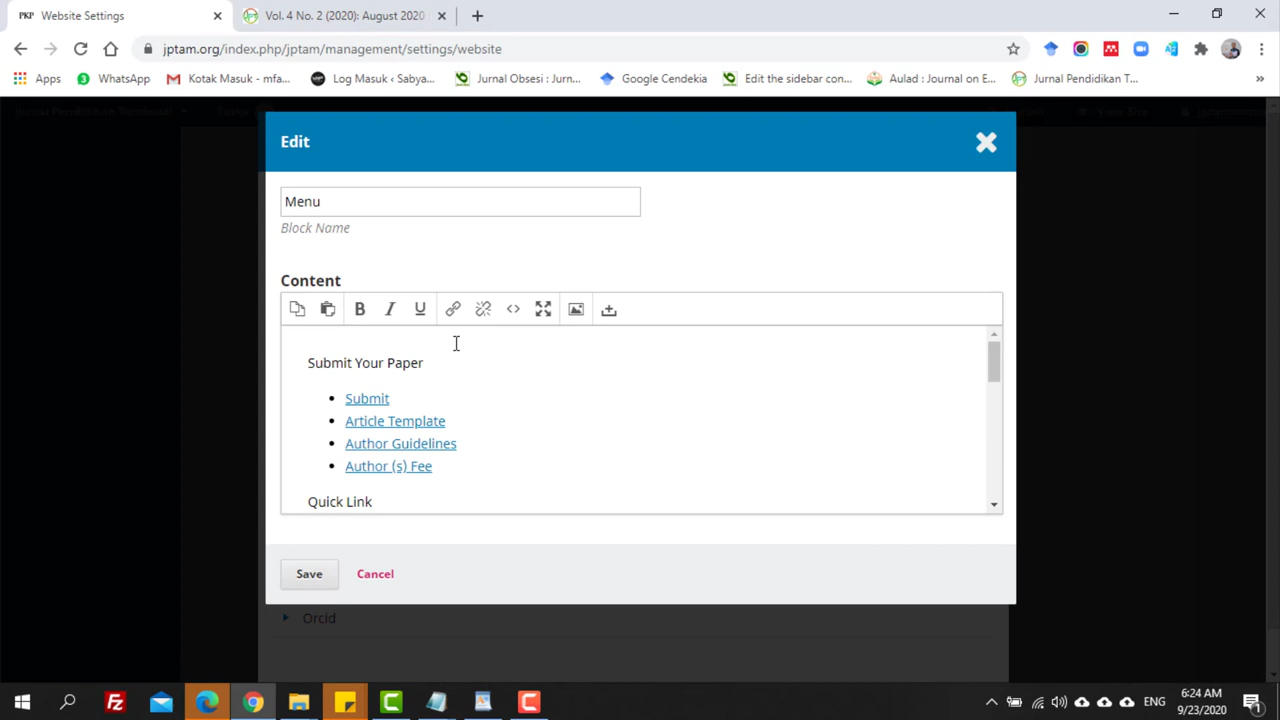 PKP Website Settings
Vol. 4 No. 2 (2020): August 2020
jptam.org/index.php/jptam/management/settings/website
Apps WhatsApp Kotak Masuk - mfa... Log Masuk ‹ Sabya... Jurnal Obsesi : Jurn... Google Cendekia Edit the sidebar con... Aulad : Journal on E... Jurnal Pendidikan T... »
Edit
Menu
Block Name
Content
Submit Your Paper
Submit
Article Template
Author Guidelines
Author (s) Fee
Quick Link
Save Cancel
Orcid
ENG
6:24 AM
9/23/2020
1